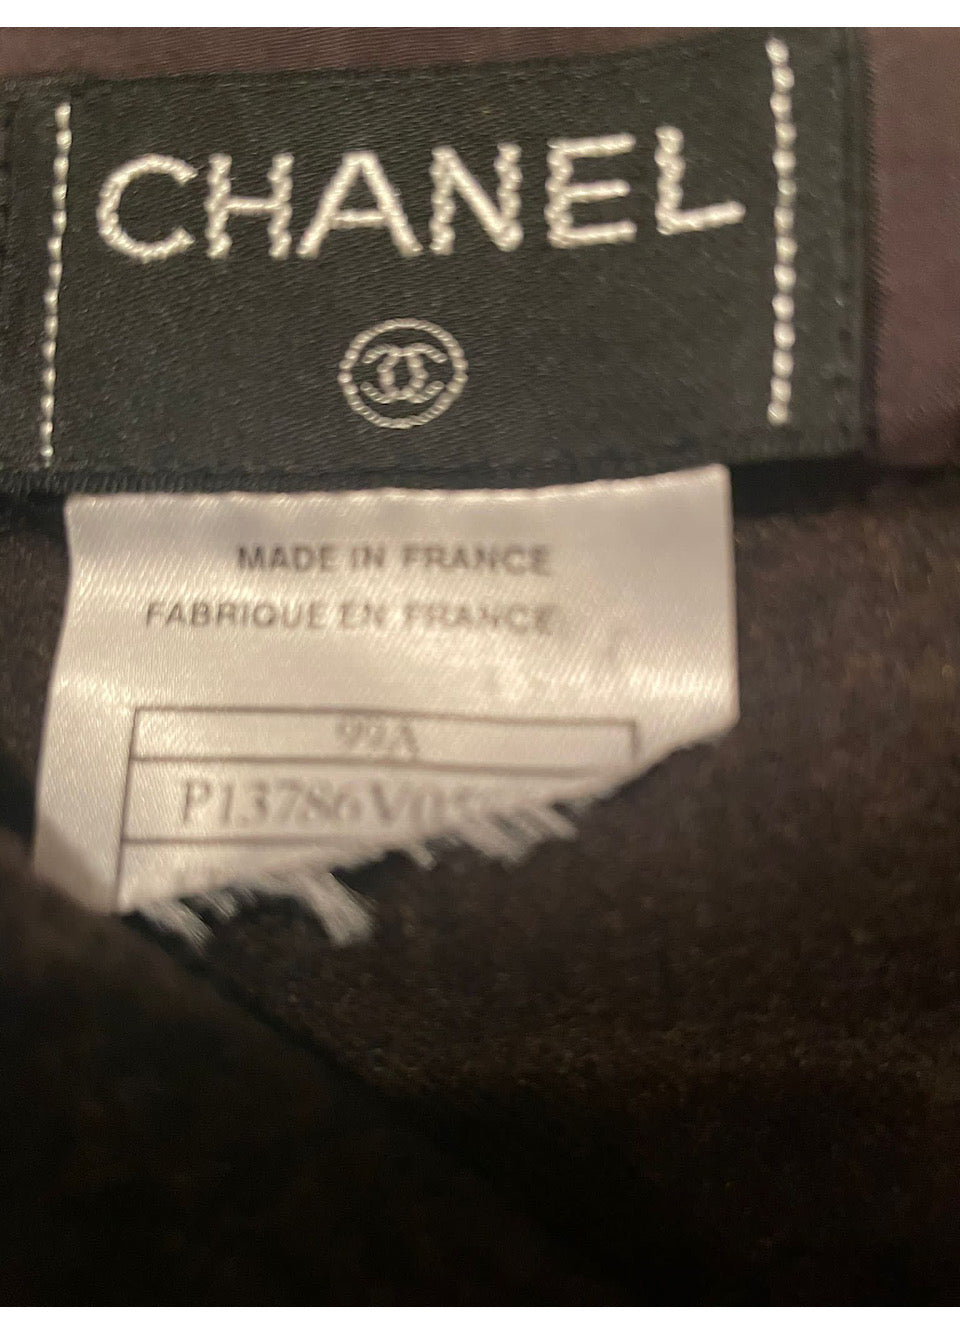 CHANEL
MADE IN FRANCE
FABRIQUE EN FRANCE
99A